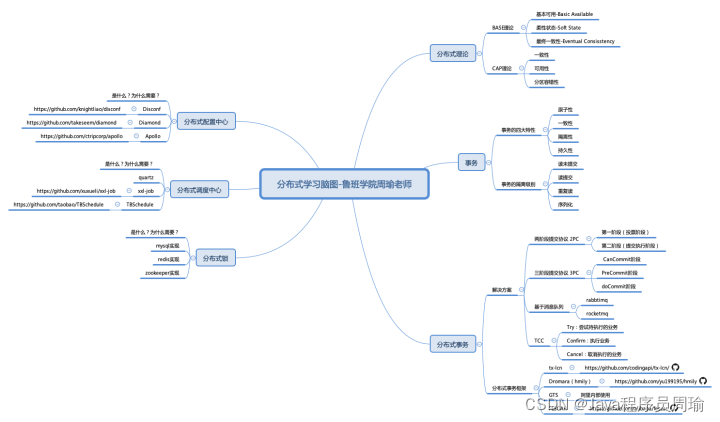 分布式学习脑图-鲁班学院周瑜老师
分布式理论
BASE理论
基本可用-Basic Available
柔性状态-Soft State
最终一致性-Eventual Consisstency
CAP理论
一致性
可用性
分区容错性
事务
事务的四大特性
原子性
一致性
隔离性
持久性
事务的隔离级别
读未提交
读提交
重复读
序列化
分布式事务
解决方案
两阶段提交协议 2PC
第一阶段（投票阶段）
第二阶段（提交执行阶段）
三阶段提交协议 3PC
CanCommit阶段
PreCommit阶段
doCommit阶段
基于消息队列
rabbtimq
rocketmq
TCC
Try：尝试待执行的业务
Confirm：执行业务
Cancel：取消执行的业务
分布式事务框架
tx-lcn
https://github.com/codingapi/tx-lcn/
Dromara（hmily）
https://github.com/yu199195/hmily
GTS
阿里内部使用
分布式配置中心
是什么？为什么需要？
Disconf
https://github.com/knightliao/disconf
Diamond
https://github.com/takeseem/diamond
Apollo
https://github.com/ctripcorp/apollo
分布式调度中心
是什么？为什么需要？
quartz
xxl-job
https://github.com/xuxueli/xxl-job
TBSchedule
https://github.com/taobao/TBSchedule
分布式锁
是什么？为什么需要？
mysql实现
redis实现
zookeeper实现
CSDN @Java程序员周瑜